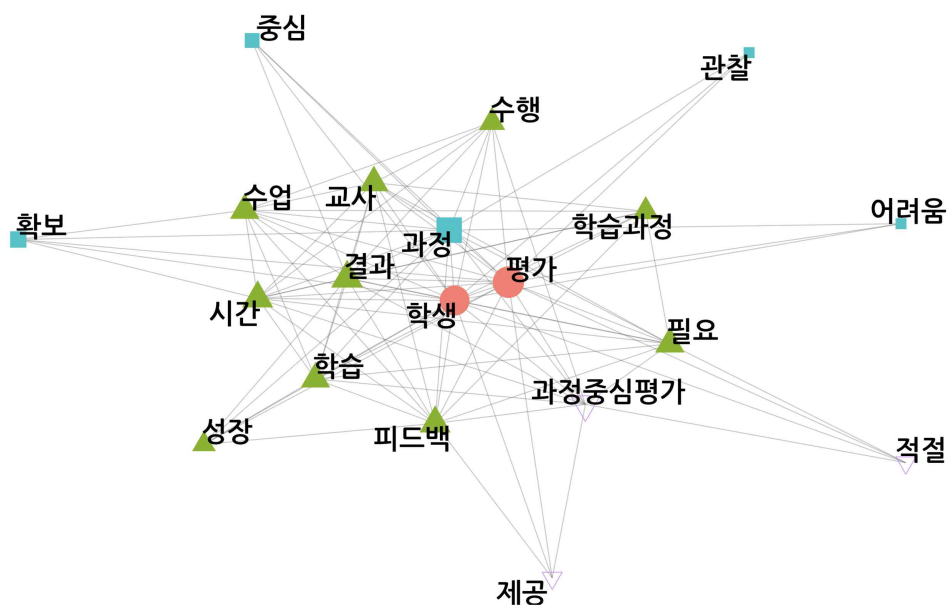 중심
관찰
수행
수업
교사
확보
과정
학습과정
어려움
결과
평가
시간
학생
필요
학습
과정중심평가
성장
피드백
적절
제공